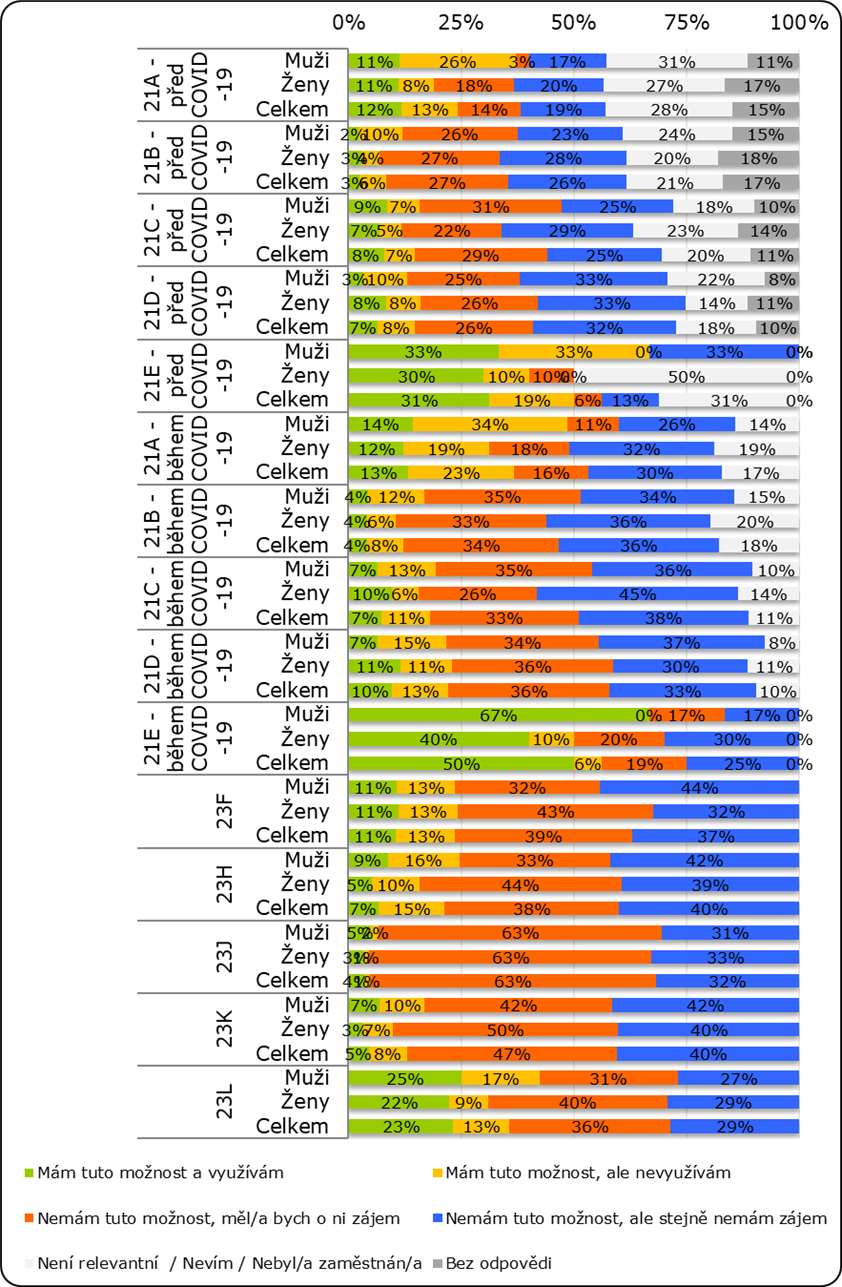 0% 25% 50% 75% 100%
21A - před COVID -19
Muži 11% 26% 3% 17% 31% 11%
Ženy 11% 8% 18% 20% 27% 17%
Celkem 12% 13% 14% 19% 28% 15%
21B - před COVID -19
Muži 2% 10% 26% 23% 24% 15%
Ženy 3% 4% 27% 28% 20% 18%
Celkem 3% 6% 27% 26% 21% 17%
21C - před COVID -19
Muži 9% 7% 31% 25% 18% 10%
Ženy 7% 5% 22% 29% 23% 14%
Celkem 8% 7% 29% 25% 20% 11%
21D - před COVID -19
Muži 3% 10% 25% 33% 22% 8%
Ženy 8% 8% 26% 33% 14% 11%
Celkem 7% 8% 26% 32% 18% 10%
21E - před COVID -19
Muži 33% 33% 0% 33% 0% 0%
Ženy 30% 10% 10% 0% 50% 0%
Celkem 31% 19% 6% 13% 31% 0%
21A - během COVID -19
Muži 14% 34% 11% 26% 14%
Ženy 12% 19% 18% 32% 19%
Celkem 13% 23% 16% 30% 17%
21B - během COVID -19
Muži 4% 12% 35% 34% 15%
Ženy 4% 6% 33% 36% 20%
Celkem 4% 8% 34% 36% 18%
21C - během COVID -19
Muži 7% 13% 35% 36% 10%
Ženy 10% 6% 26% 45% 14%
Celkem 7% 11% 33% 38% 11%
21D - během COVID -19
Muži 7% 15% 34% 37% 8%
Ženy 11% 11% 36% 30% 11%
Celkem 10% 13% 36% 33% 10%
21E - během COVID -19
Muži 67% 0% 17% 17% 0%
Ženy 40% 10% 20% 30% 0%
Celkem 50% 6% 19% 25% 0%
23F
Muži 11% 13% 32% 44%
Ženy 11% 13% 43% 32%
Celkem 11% 13% 39% 37%
23H
Muži 9% 16% 33% 42%
Ženy 5% 10% 44% 39%
Celkem 7% 15% 38% 40%
23J
Muži 5% 2% 63% 31%
Ženy 3% 1% 63% 33%
Celkem 4% 1% 63% 32%
23K
Muži 7% 10% 42% 42%
Ženy 3% 7% 50% 40%
Celkem 5% 8% 47% 40%
23L
Muži 25% 17% 31% 27%
Ženy 22% 9% 40% 29%
Celkem 23% 13% 36% 29%
Mám tuto možnost a využívám
Mám tuto možnost, ale nevyužívám
Nemám tuto možnost, měl/a bych o ni zájem
Nemám tuto možnost, ale stejně nemám zájem
Není relevantní / Nevím / Nebyl/a zaměstnán/a
Bez odpovědi